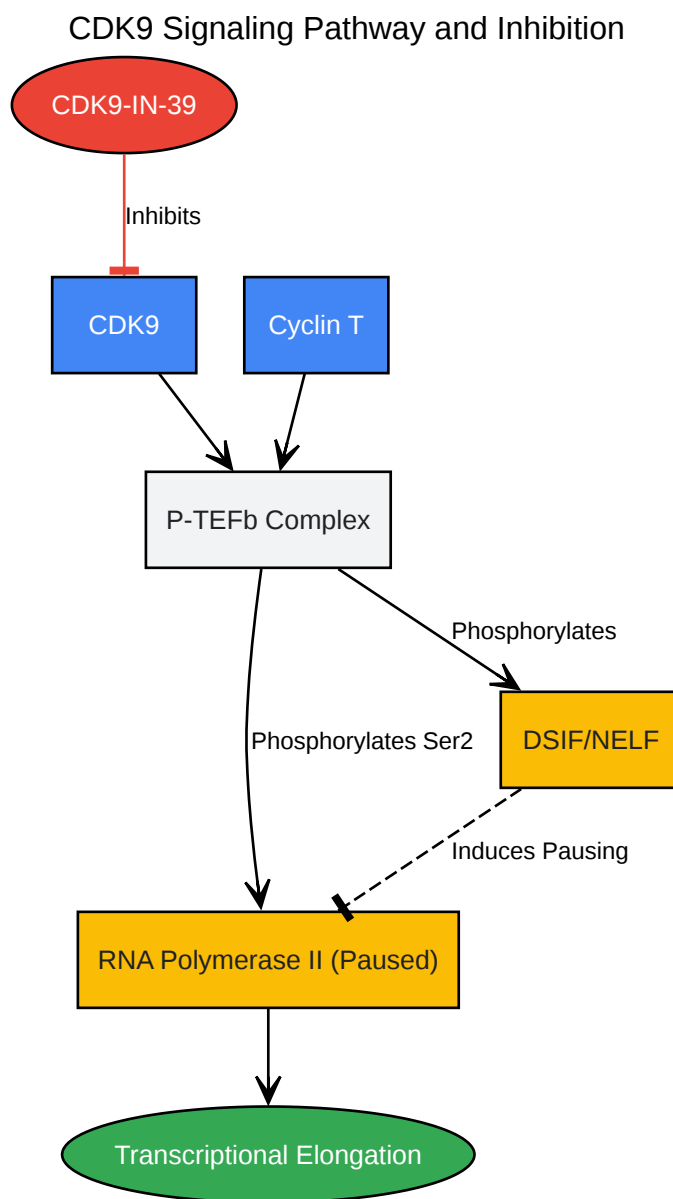 CDK9 Signaling Pathway and Inhibition
CDK9-IN-39
Inhibits
CDK9
Cyclin T
P-TEFb Complex
Phosphorylates
Phosphorylates Ser2
DSIF/NELF
Induces Pausing
RNA Polymerase II (Paused)
Transcriptional Elongation